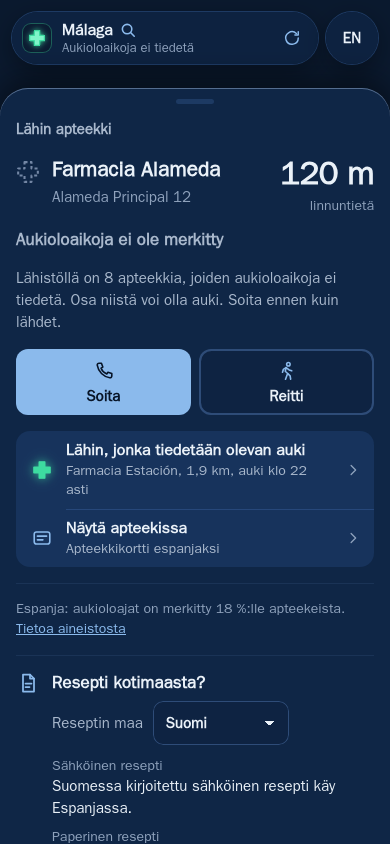 Málaga
Aukioloaikoja ei tiedetä
EN
Lähin apteekki
Farmacia Alameda
120 m
Alameda Principal 12
linnuntietä
Aukioloaikoja ei ole merkitty
Lähistöllä on 8 apteekkia, joiden aukioloaikoja ei
tiedetä. Osa niistä voi olla auki. Soita ennen kuin
lähdet.
Soita
Reitti
Lähin, jonka tiedetään olevan auki
Farmacia Estación, 1,9 km, auki klo 22
asti
Näytä apteekissa
Apteekkikortti espanjaksi
Espanja: aukioloajat on merkitty 18 %:lle apteekeista.
Tietoa aineistosta
Resepti kotimaasta?
Reseptin maa
Suomi
Sähköinen resepti
Suomessa kirjoitettu sähköinen resepti käy
Espanjassa.
Paperinen resepti